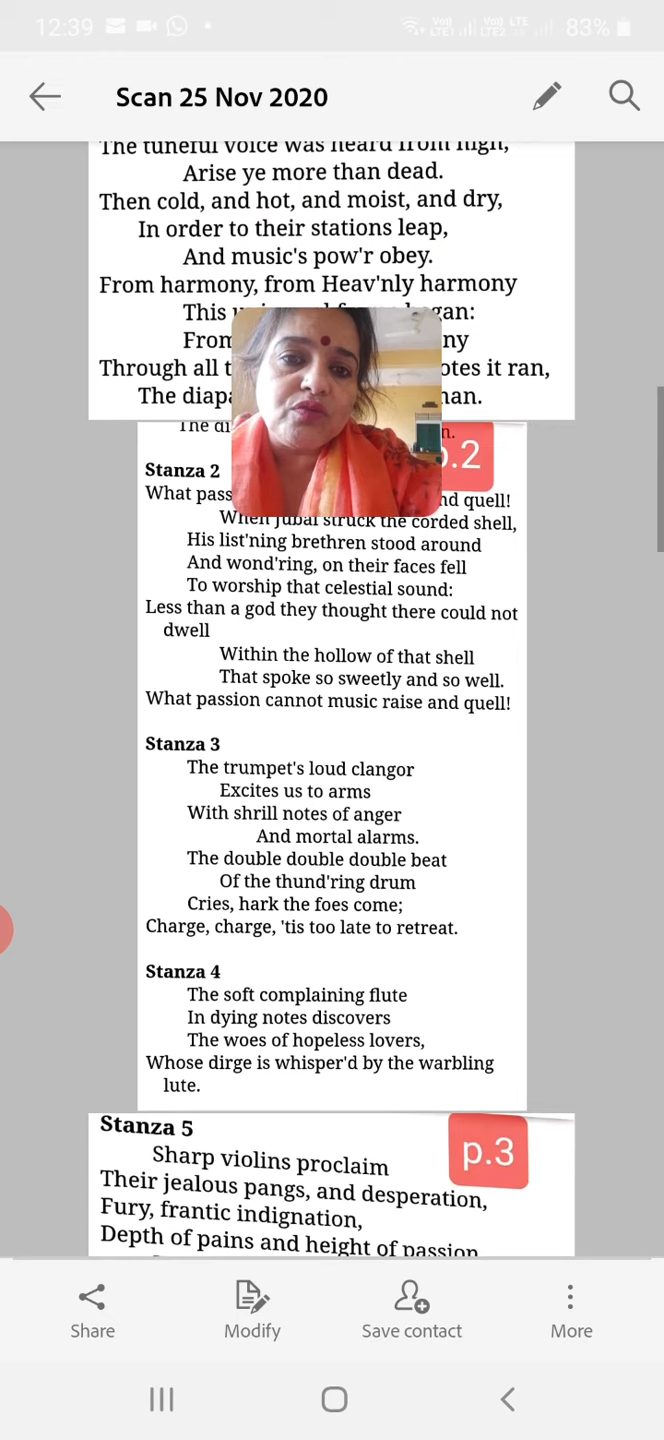 12:39
Vo) LTE1 Vo) LTE2 LTE 83%
Scan 25 Nov 2020
The tuneful voice was heard from high,
Arise ye more than dead.
Then cold, and hot, and moist, and dry,
In order to their stations leap,
And music's pow'r obey.
From harmony, from Heav'nly harmony
This
From
Through all otes it ran,
The
The
n.
p.2
Stanza 2
What nd quell!
When Jubal struck the corded shell,
His list'ning brethren stood around
And wond'ring, on their faces fell
To worship that celestial sound:
Less than a god they thought there could not
dwell
Within the hollow of that shell
That spoke so sweetly and so well.
What passion cannot music raise and quell!
Stanza 3
The trumpet's loud clangor
Excites us to arms
With shrill notes of anger
And mortal alarms.
The double double double beat
Of the thund'ring drum
Cries, hark the foes come;
Charge, charge, 'tis too late to retreat.
Stanza 4
The soft complaining flute
In dying notes discovers
The woes of hopeless lovers,
Whose dirge is whisper'd by the warbling
lute.
Stanza 5
p.3
Sharp violins proclaim
Their jealous pangs, and desperation,
Fury, frantic indignation,
Depth of pains and height of passion
Share
Modify
Save contact
More